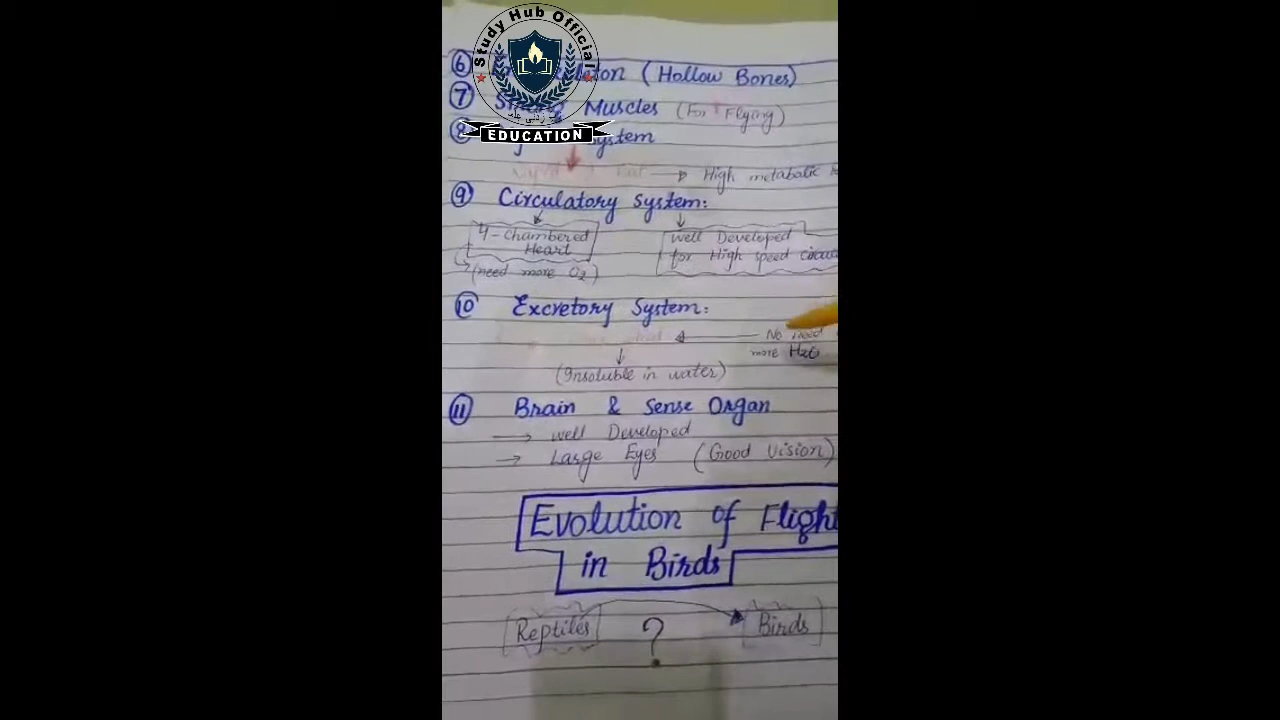 Study Hub Official
EDUCATION
6 (Hollow Bones)
7 Muscles (For Flying)
8 System
High metabolic
9 Circulatory System:
4-Chambered Heart
well Developed
for High speed
(need more O2)
10 Excretory System:
No need
more H2O
(Insoluble in water)
11 Brain & Sense Organ
→ well Developed
→ Large Eyes (Good Vision)
Evolution of Flight
in Birds
Reptiles ? Birds